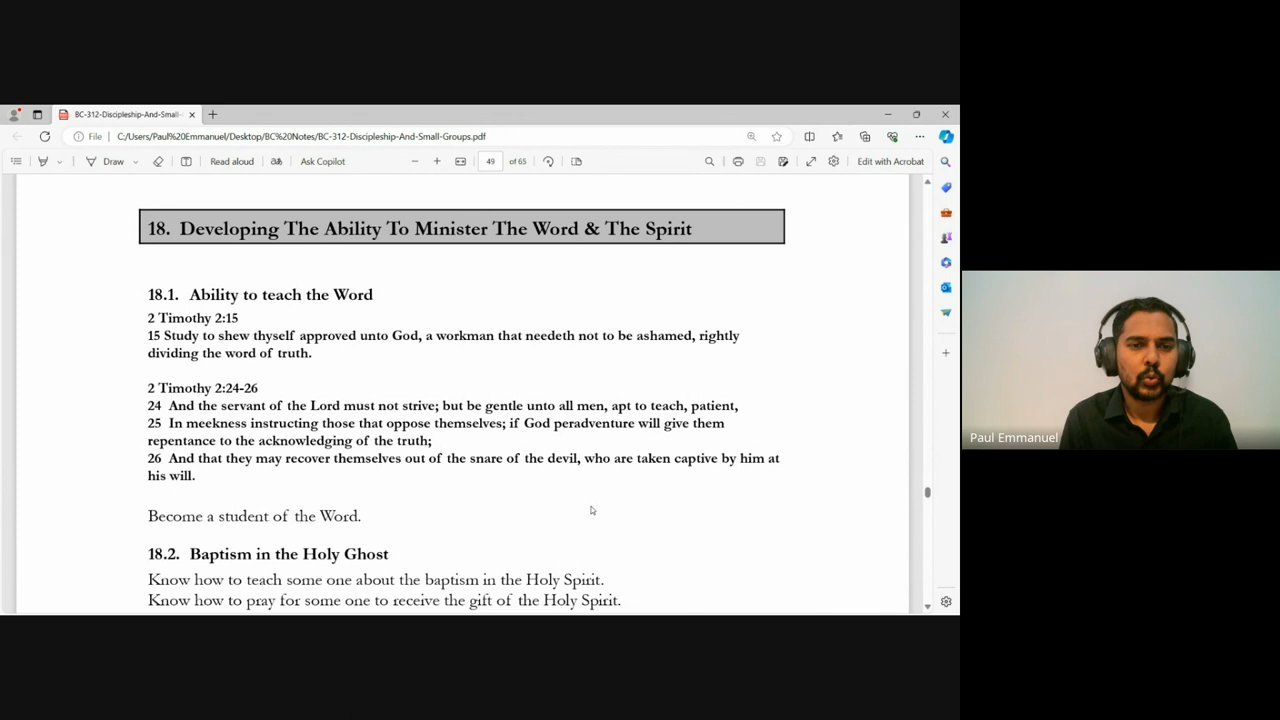 BC-312-Discipleship-And-Small-
File
C:/Users/Paul%20Emmanuel/Desktop/BC%20Notes/BC-312-Discipleship-And-Small-Groups.pdf
Draw
Read aloud
Ask Copilot
49 of 65
Edit with Acrobat
18. Developing The Ability To Minister The Word & The Spirit
18.1. Ability to teach the Word
2 Timothy 2:15
15 Study to shew thyself approved unto God, a workman that needeth not to be ashamed, rightly
dividing the word of truth.
2 Timothy 2:24-26
24 And the servant of the Lord must not strive; but be gentle unto all men, apt to teach, patient,
25 In meekness instructing those that oppose themselves; if God peradventure will give them
repentance to the acknowledging of the truth;
26 And that they may recover themselves out of the snare of the devil, who are taken captive by him at
his will.
Become a student of the Word.
18.2. Baptism in the Holy Ghost
Know how to teach some one about the baptism in the Holy Spirit.
Know how to pray for some one to receive the gift of the Holy Spirit.
Paul Emmanuel